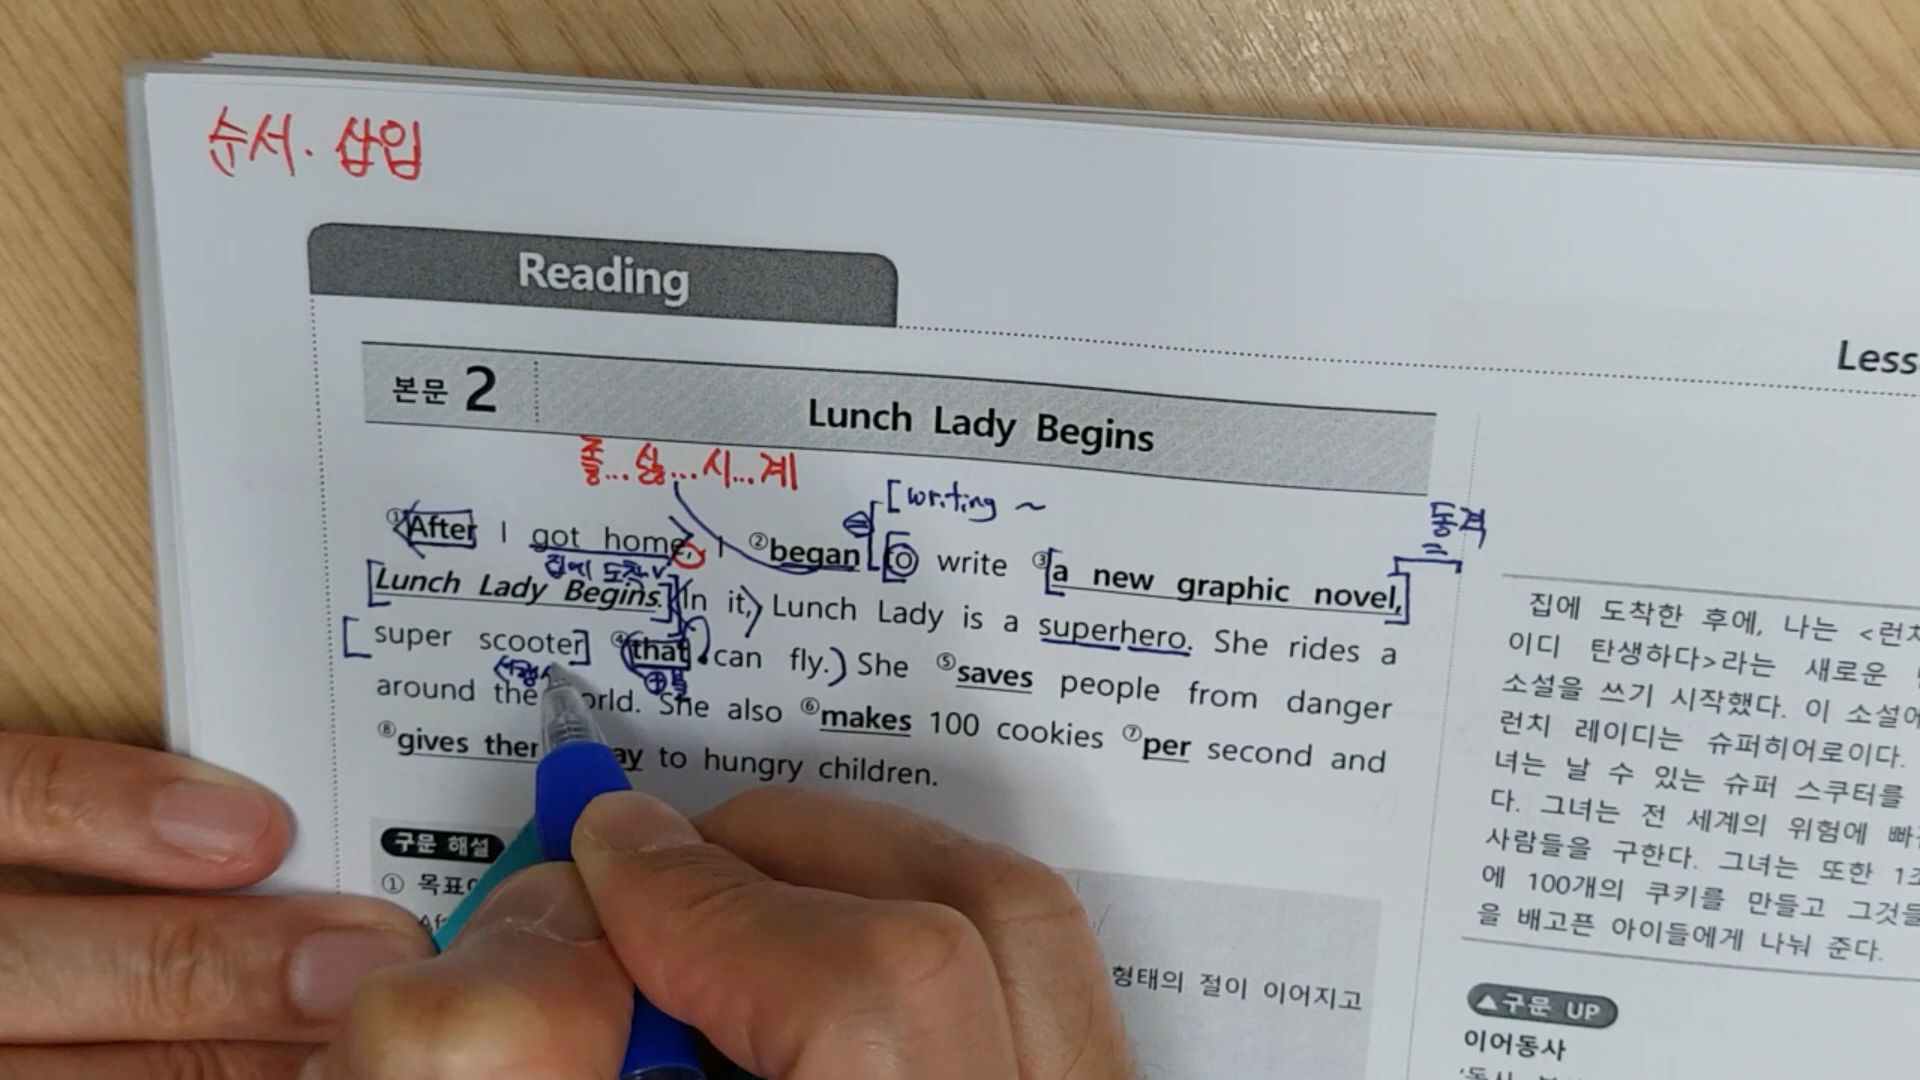 순서. 삽입
Reading
Less
본문 2
Lunch Lady Begins
좋...싫...시...계
[writing ~
동격
=
①After I got home, I ②began to write ③a new graphic novel,
집에 도착
Lunch Lady Begins. In it, Lunch Lady is a superhero. She rides a
super scooter ④that can fly. She ⑤saves people from danger
around the orld. She also ⑥makes 100 cookies ⑦per second and
⑧gives ay to hungry children.
구문 해설
① 목표
형태의 절이 이어지고
집에 도착한 후에, 나는 <런치
이디 탄생하다>라는 새로운
소설을 쓰기 시작했다. 이 소설에
런치 레이디는 슈퍼히어로이다.
녀는 날 수 있는 슈퍼 스쿠터를
다. 그녀는 전 세계의 위험에 빠
사람들을 구한다. 그녀는 또한 1초
에 100개의 쿠키를 만들고 그것들
을 배고픈 아이들에게 나눠 준다.
▲구문 UP
이어동사